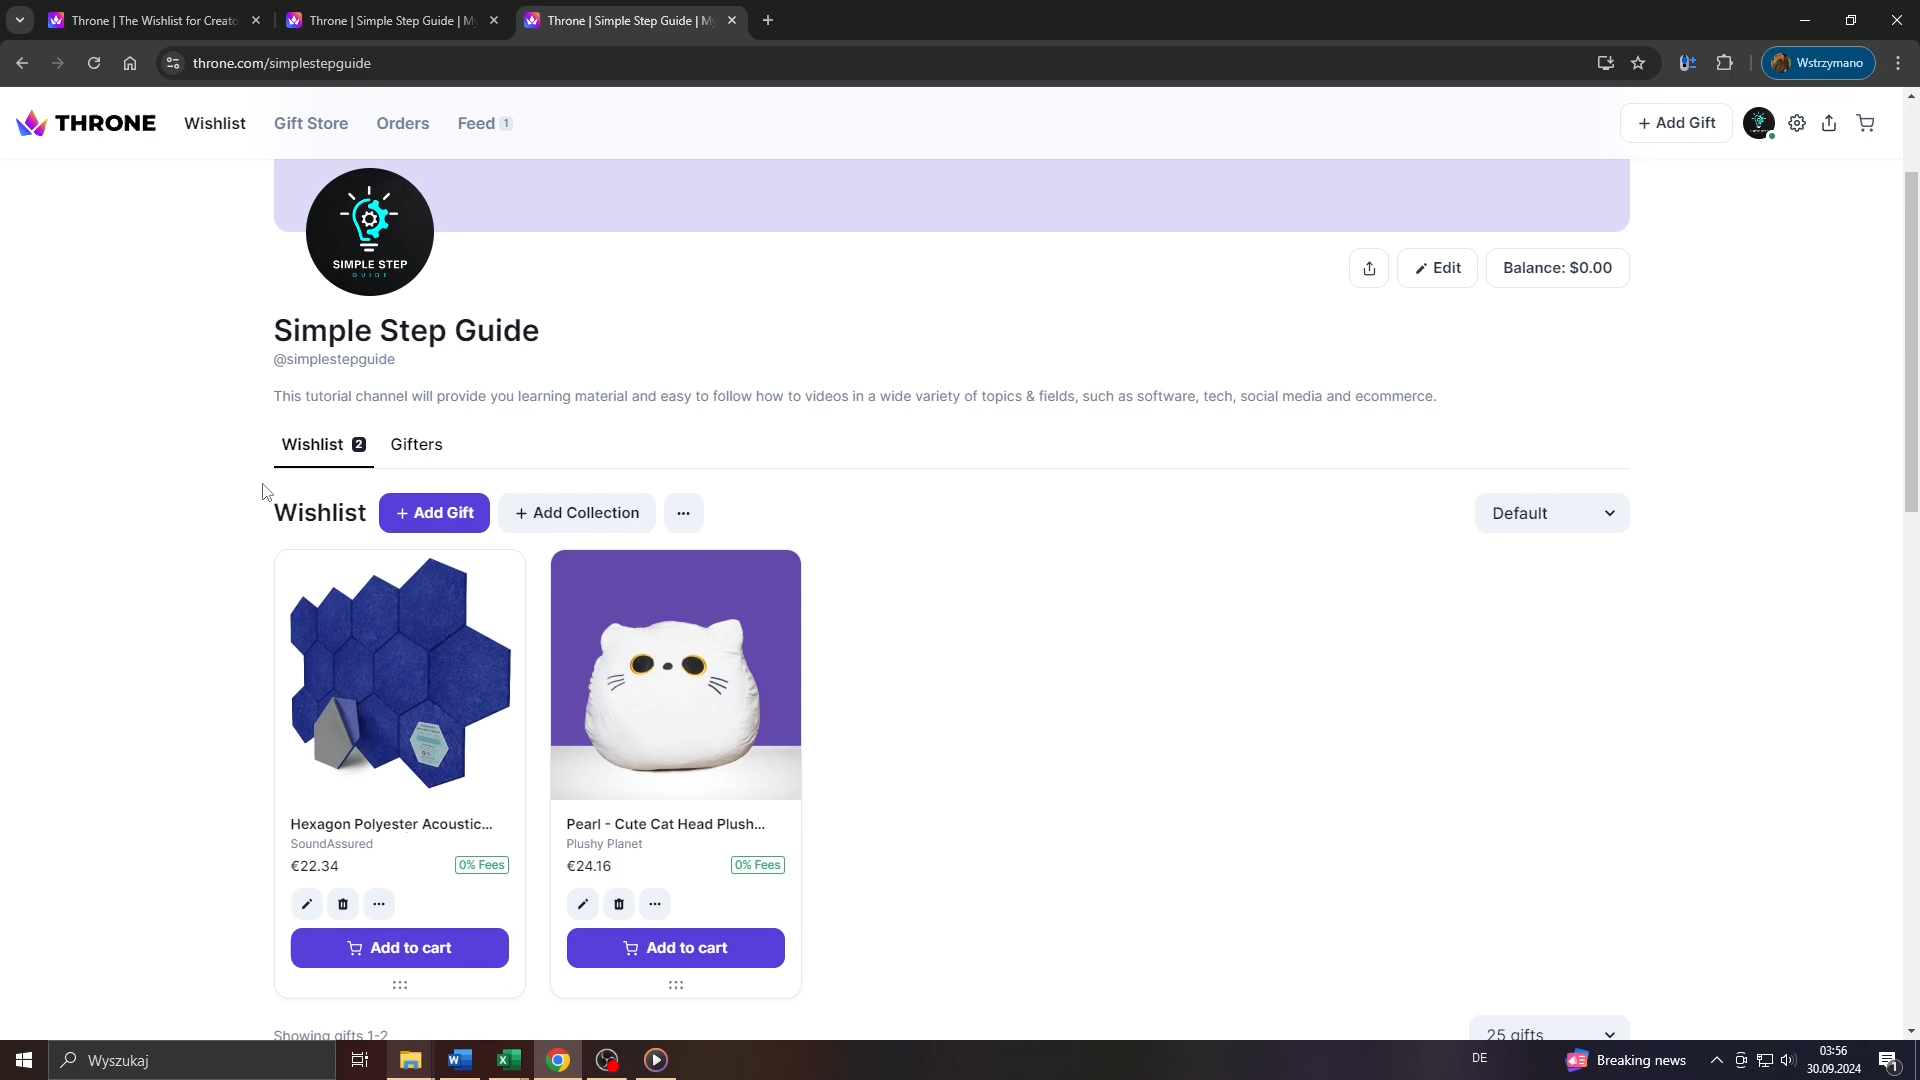 Throne | The Wishlist for Creato
Throne | Simple Step Guide | My
Throne | Simple Step Guide | My
throne.com/simplestepguide
Wstrzymano
THRONE
Wishlist
Gift Store
Orders
Feed 1
+ Add Gift
SIMPLE STEP
GUIDE
Edit
Balance: $0.00
Simple Step Guide
@simplestepguide
This tutorial channel will provide you learning material and easy to follow how to videos in a wide variety of topics & fields, such as software, tech, social media and ecommerce.
Wishlist 2
Gifters
Wishlist
+ Add Gift
+ Add Collection
Default
Hexagon Polyester Acoustic...
SoundAssured
€22.34
0% Fees
Add to cart
Pearl - Cute Cat Head Plush...
Plushy Planet
€24.16
0% Fees
Add to cart
Showing gifts 1-2
25 gifts
Wyszukaj
DE
Breaking news
03:56
30.09.2024
1